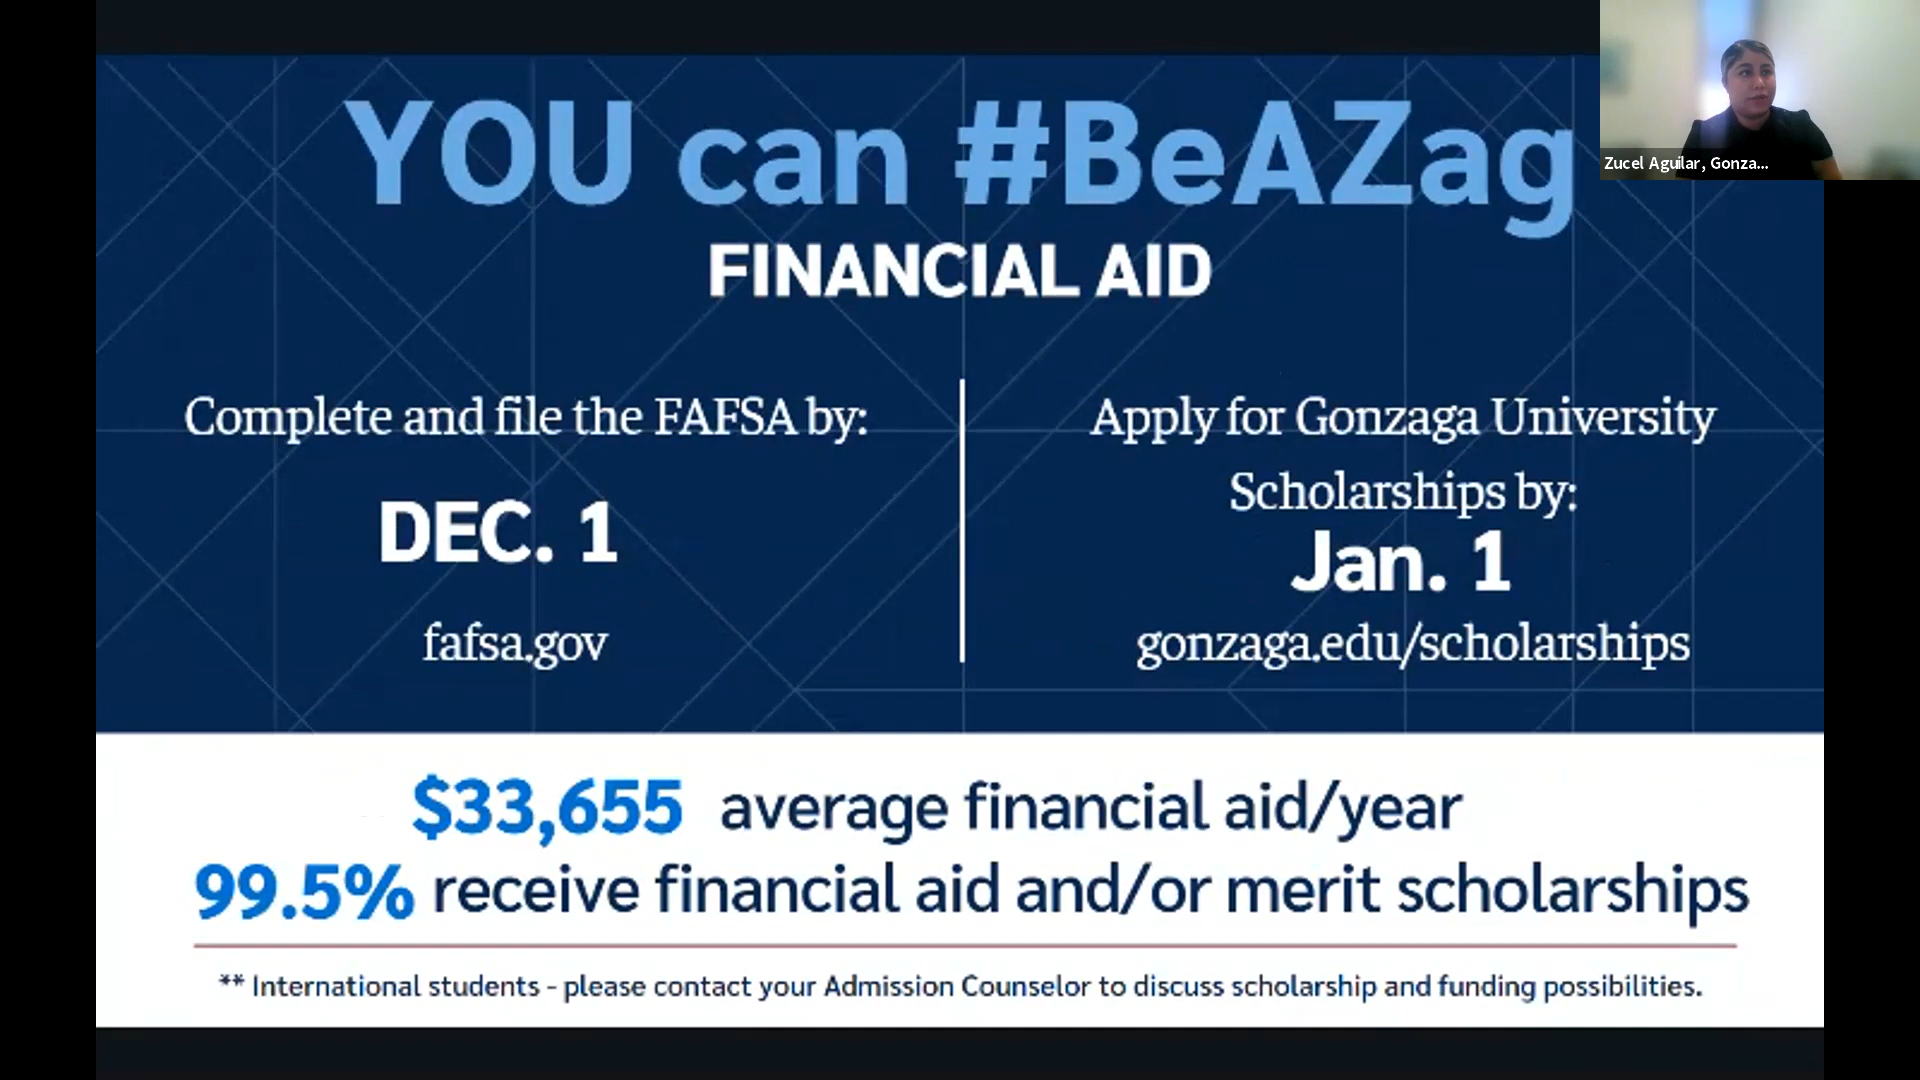 YOU can #BeAZag
FINANCIAL AID
Complete and file the FAFSA by:
DEC. 1
fafsa.gov
Apply for Gonzaga University
Scholarships by:
Jan. 1
gonzaga.edu/scholarships
$33,655 average financial aid/year
99.5% receive financial aid and/or merit scholarships
** International students - please contact your Admission Counselor to discuss scholarship and funding possibilities.
Zucel Aguilar, Gonza...